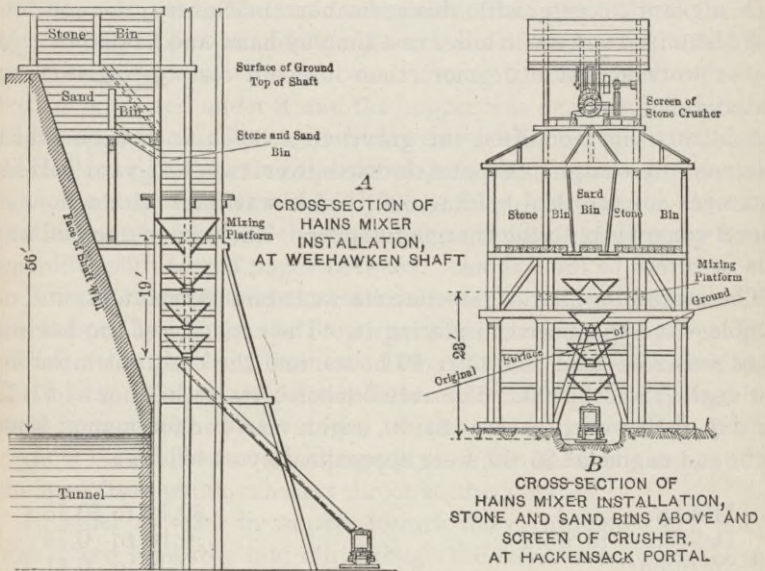 Stone Bin
Sand
Bin
Surface of Ground
Top of Shaft
Stone and Sand
Bin
Mixing
Platform
Face of Shaft Wall
56
19
Tunnel
A
CROSS-SECTION OF
HAINS MIXER
INSTALLATION,
AT WEEHAWKEN SHAFT
Screen of
Stone Crusher
Sand
Stone Bin Bin Stone Bin
Mixing
Platform
Original Surface of Ground
B
CROSS-SECTION OF
HAINS MIXER INSTALLATION,
STONE AND SAND BINS ABOVE AND
SCREEN OF CRUSHER,
AT HACKENSACK PORTAL